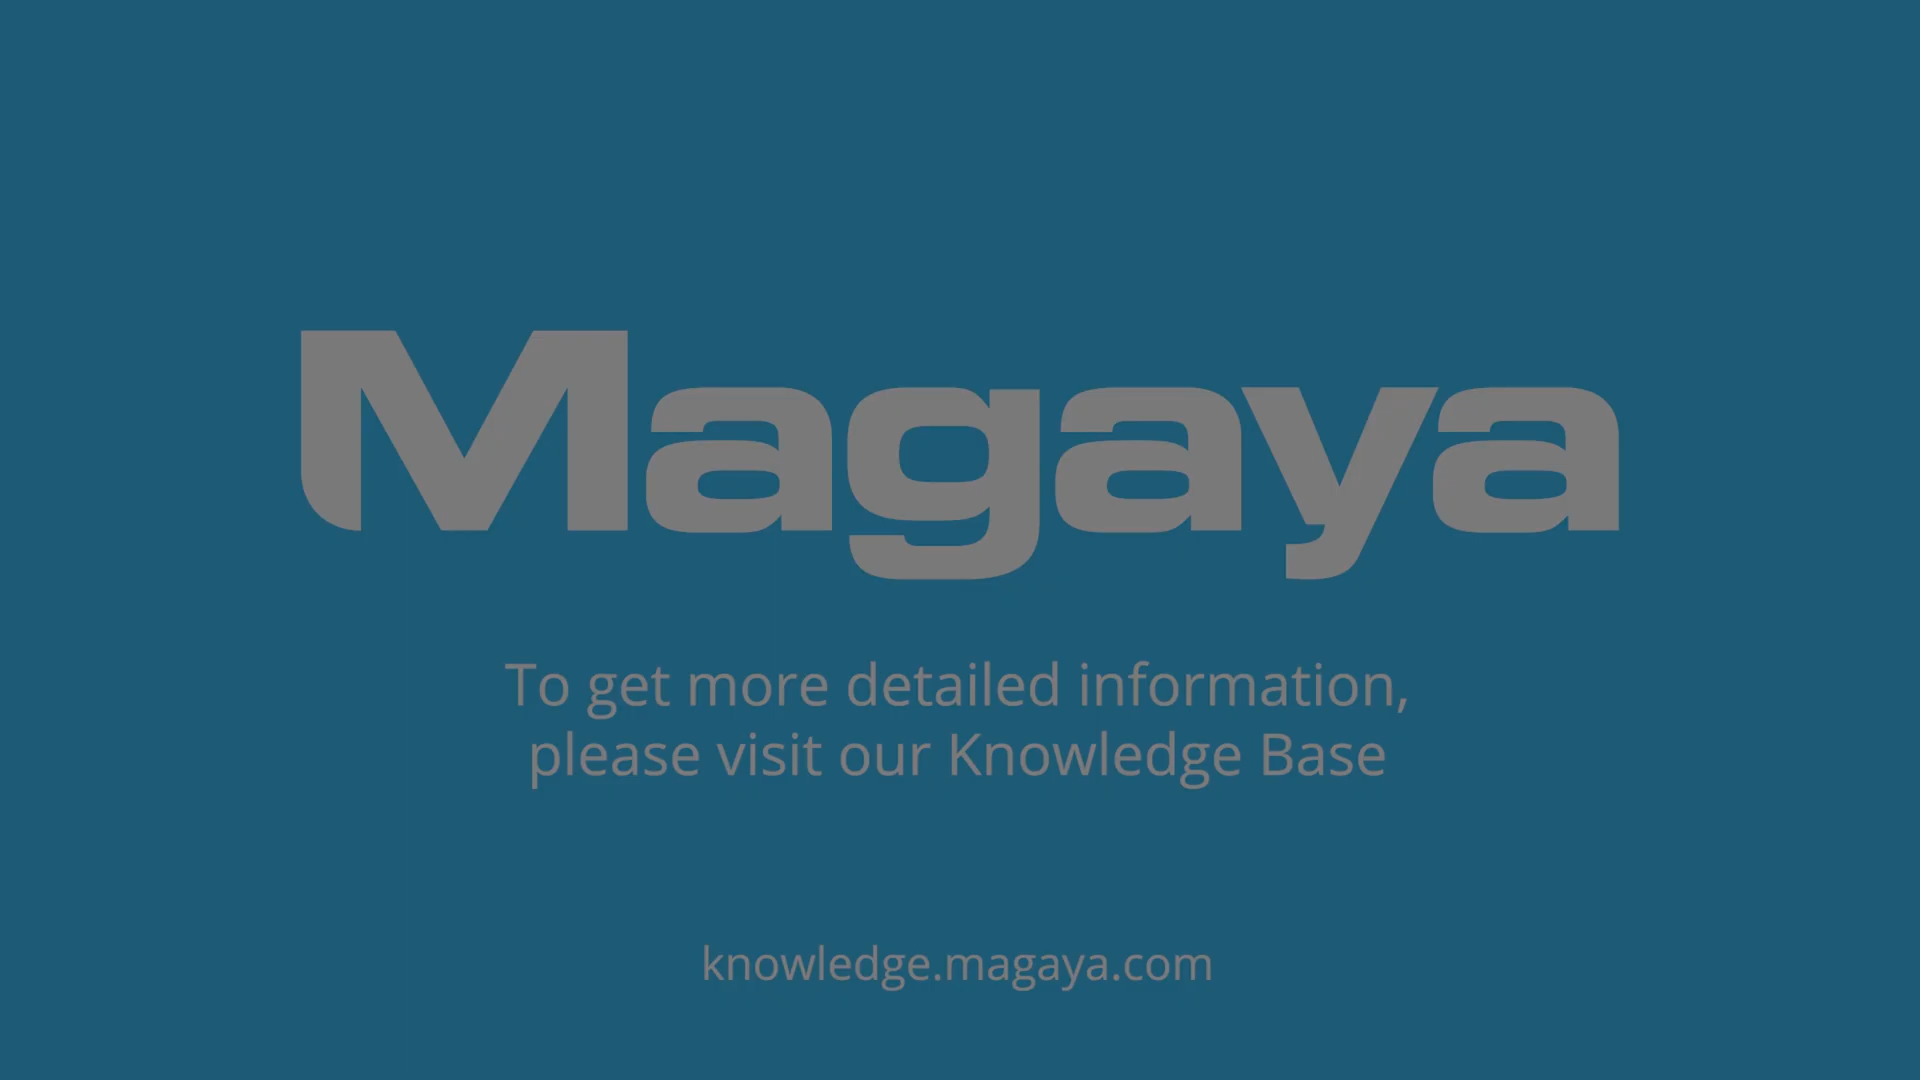 Magaya
To get more detailed information,
please visit our Knowledge Base
knowledge.magaya.com